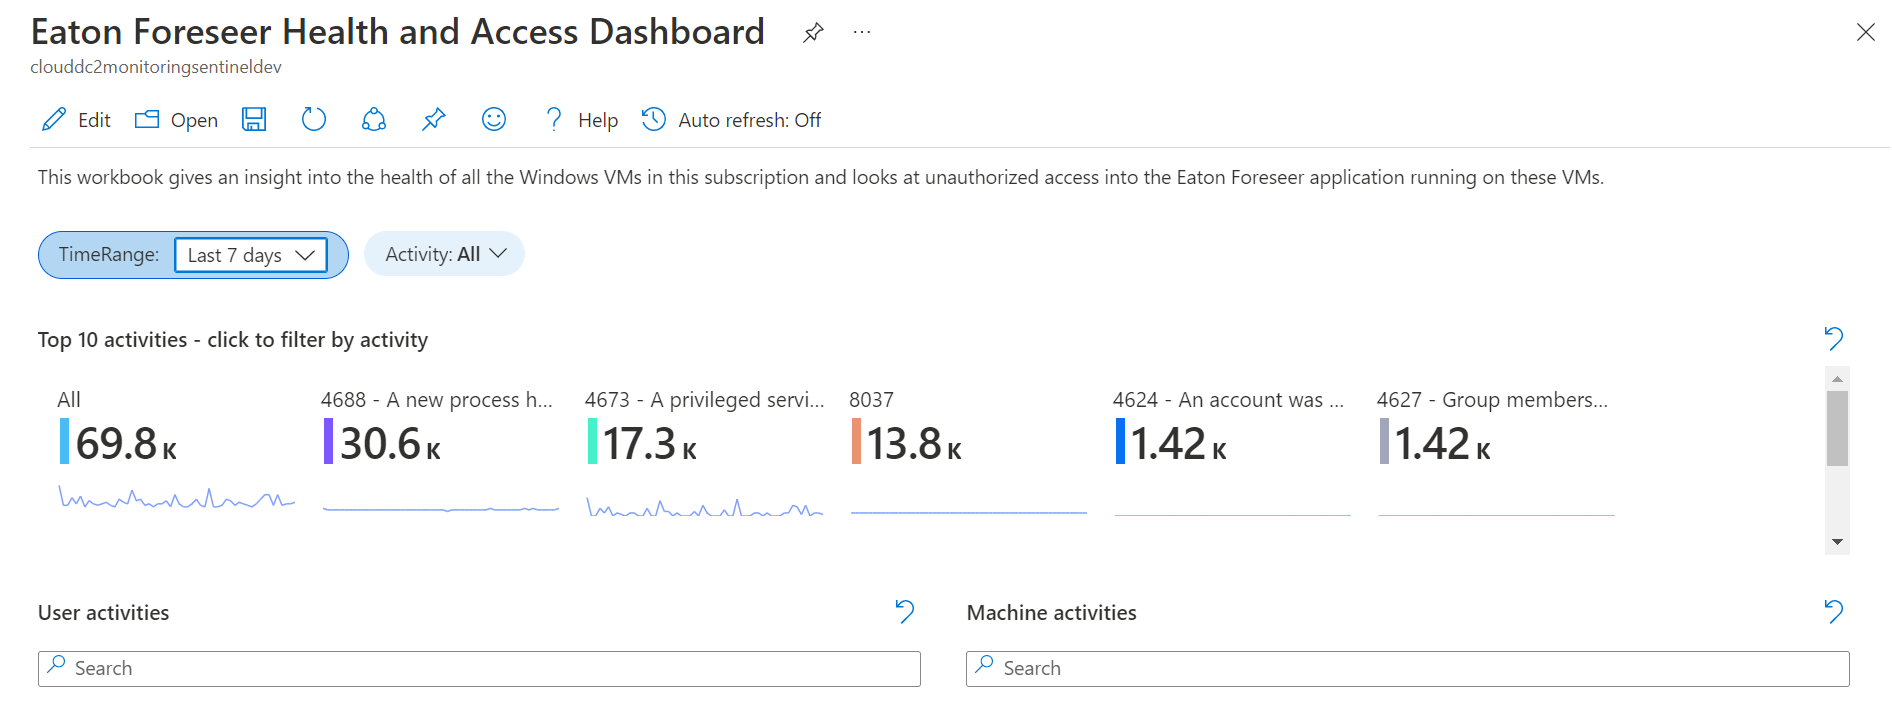 Eaton Foreseer Health and Access Dashboard
clouddc2monitoringsentineldev
Edit Open Help Auto refresh: Off
This workbook gives an insight into the health of all the Windows VMs in this subscription and looks at unauthorized access into the Eaton Foreseer application running on these VMs.
TimeRange: Last 7 days Activity: All
Top 10 activities - click to filter by activity
All 4688 - A new process h... 4673 - A privileged servi... 8037 4624 - An account was ... 4627 - Group members...
69.8 K 30.6 K 17.3 K 13.8 K 1.42 K 1.42 K
User activities Machine activities
Search Search